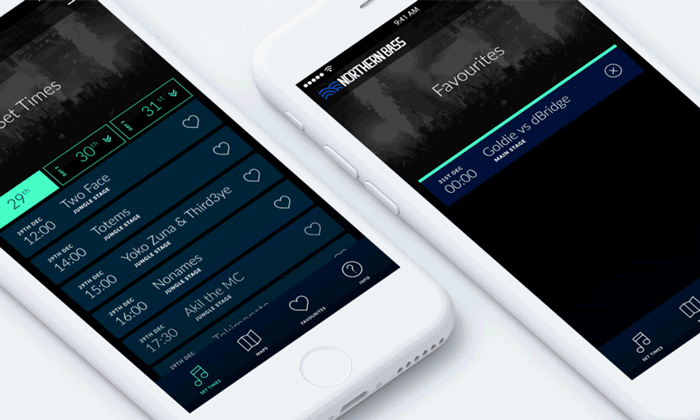 Set Times
29th
30th
31st
29TH DEC
12:00
Two Face
JUNGLE STAGE
29TH DEC
14:00
Totems
JUNGLE STAGE
29TH DEC
15:00
Yoko Zuna & Third3ye
JUNGLE STAGE
29TH DEC
16:00
Nonames
JUNGLE STAGE
29TH DEC
17:30
Akil the MC
JUNGLE STAGE
29TH DEC
SET TIMES
MAPS
FAVOURITES
INFO
9:41 AM
NORTHERN BASS
Favourites
31ST DEC
00:00
Goldie vs dBridge
MAIN STAGE
SET TIMES